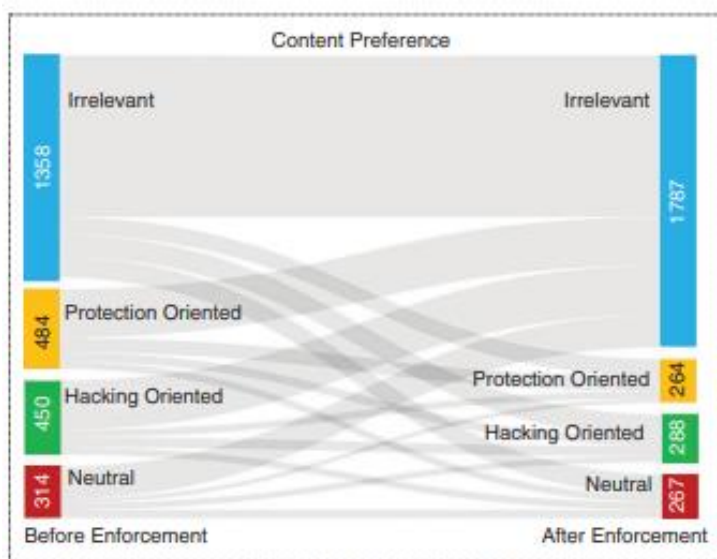 Content Preference
Irrelevant
Irrelevant
1358
1787
Protection Oriented
484
Protection Oriented
264
Hacking Oriented
450
Hacking Oriented
288
Neutral
314
Neutral
267
Before Enforcement
After Enforcement